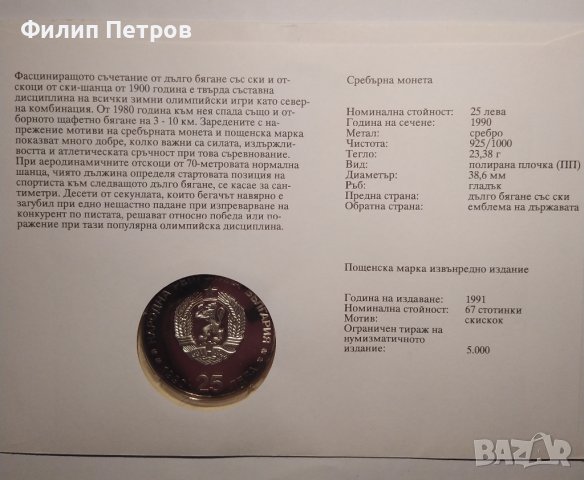 Филип Петров
Фасциниращото съчетание от дълго бягане със ски и от-
скоци от ски-шанца от 1900 година е твърда съставна
дисциплина на всички зимни олимпийски игри като север-
на комбинация. От 1980 година към нея спада също и от-
борното щафетно бягане на 3 - 10 км. Заредените с на-
прежение мотиви на сребърната монета и пощенска марка
показват много добре, колко важни са силата, издържли-
востта и атлетическата сръчност при това съревнование.
При аеродинамичните отскоци от 70-метровата нормална
шанца, чиято дължина определя стартовата позиция на
спортиста към следващото дълго бягане, се касае за сан-
тиметри. Десети от секундата, които бегачът навярно е
загубил при едно нещастно падане при изпреварване на
конкурент по пистата, решават относно победа или по-
ражение при тази популярна олимпийска дисциплина.
Сребърна монета
Номинална стойност: 25 лева
Година на сечене: 1990
Метал: сребро
Чистота: 925/1000
Тегло: 23,38 г
Вид: полирана плочка (ПП)
Диаметър: 38,6 мм
Ръб: гладък
Предна страна: дълго бягане със ски
Обратна страна: емблема на държавата
Пощенска марка извънредно издание
Година на издаване: 1991
Номинална стойност: 67 стотинки
Мотив: скискок
Ограничен тираж на
нумизматичното
издание: 5.000
НАРОДНА РЕПУБЛИКА БЪЛГАРИЯ
25
BAZAR